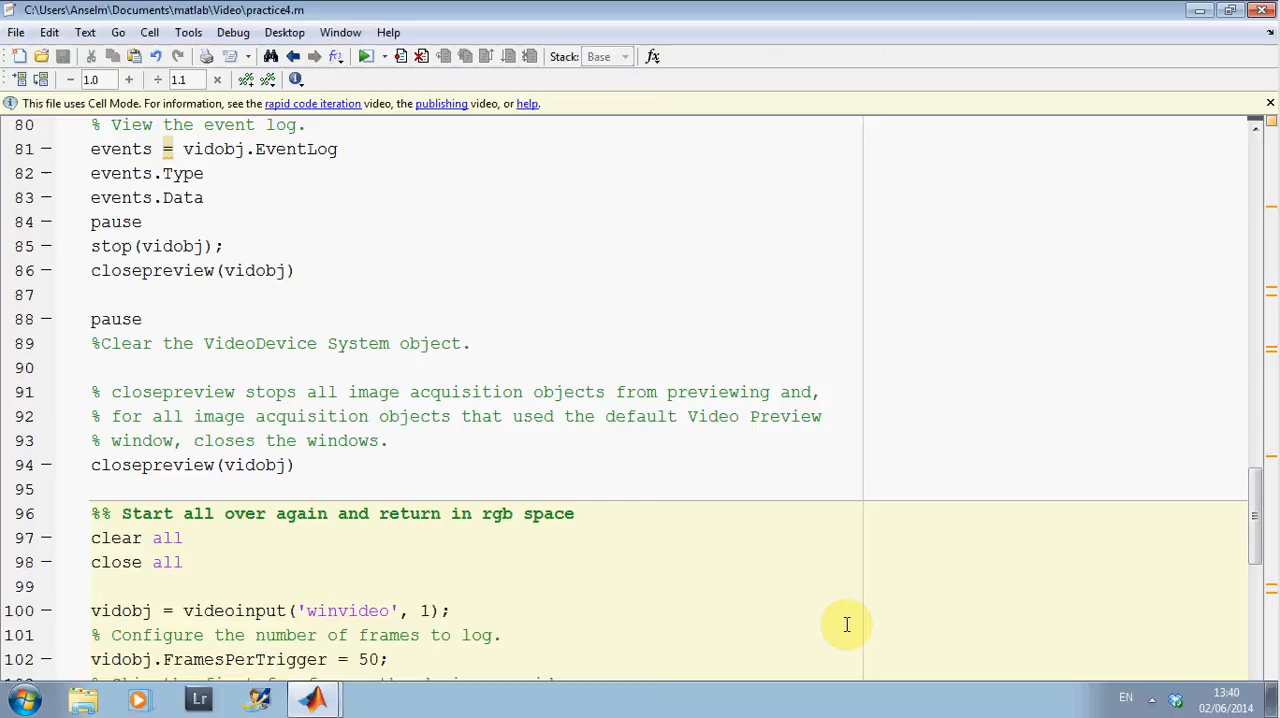 C:\Users\Anselm\Documents\matlab\Video\practice4.m
File Edit Text Go Cell Tools Debug Desktop Window Help
Stack: Base fx
− 1.0 + ÷ 1.1 ×
This file uses Cell Mode. For information, see the rapid code iteration video, the publishing video, or help.
80 % View the event log.
81 − events = vidobj.EventLog
82 − events.Type
83 − events.Data
84 − pause
85 − stop(vidobj);
86 − closepreview(vidobj)
87
88 − pause
89 %Clear the VideoDevice System object.
90
91 % closepreview stops all image acquisition objects from previewing and,
92 % for all image acquisition objects that used the default Video Preview
93 % window, closes the windows.
94 − closepreview(vidobj)
95
96 %% Start all over again and return in rgb space
97 − clear all
98 − close all
99
100 − vidobj = videoinput('winvideo', 1);
101 % Configure the number of frames to log.
102 − vidobj.FramesPerTrigger = 50;
Lr
EN
13:40
02/06/2014